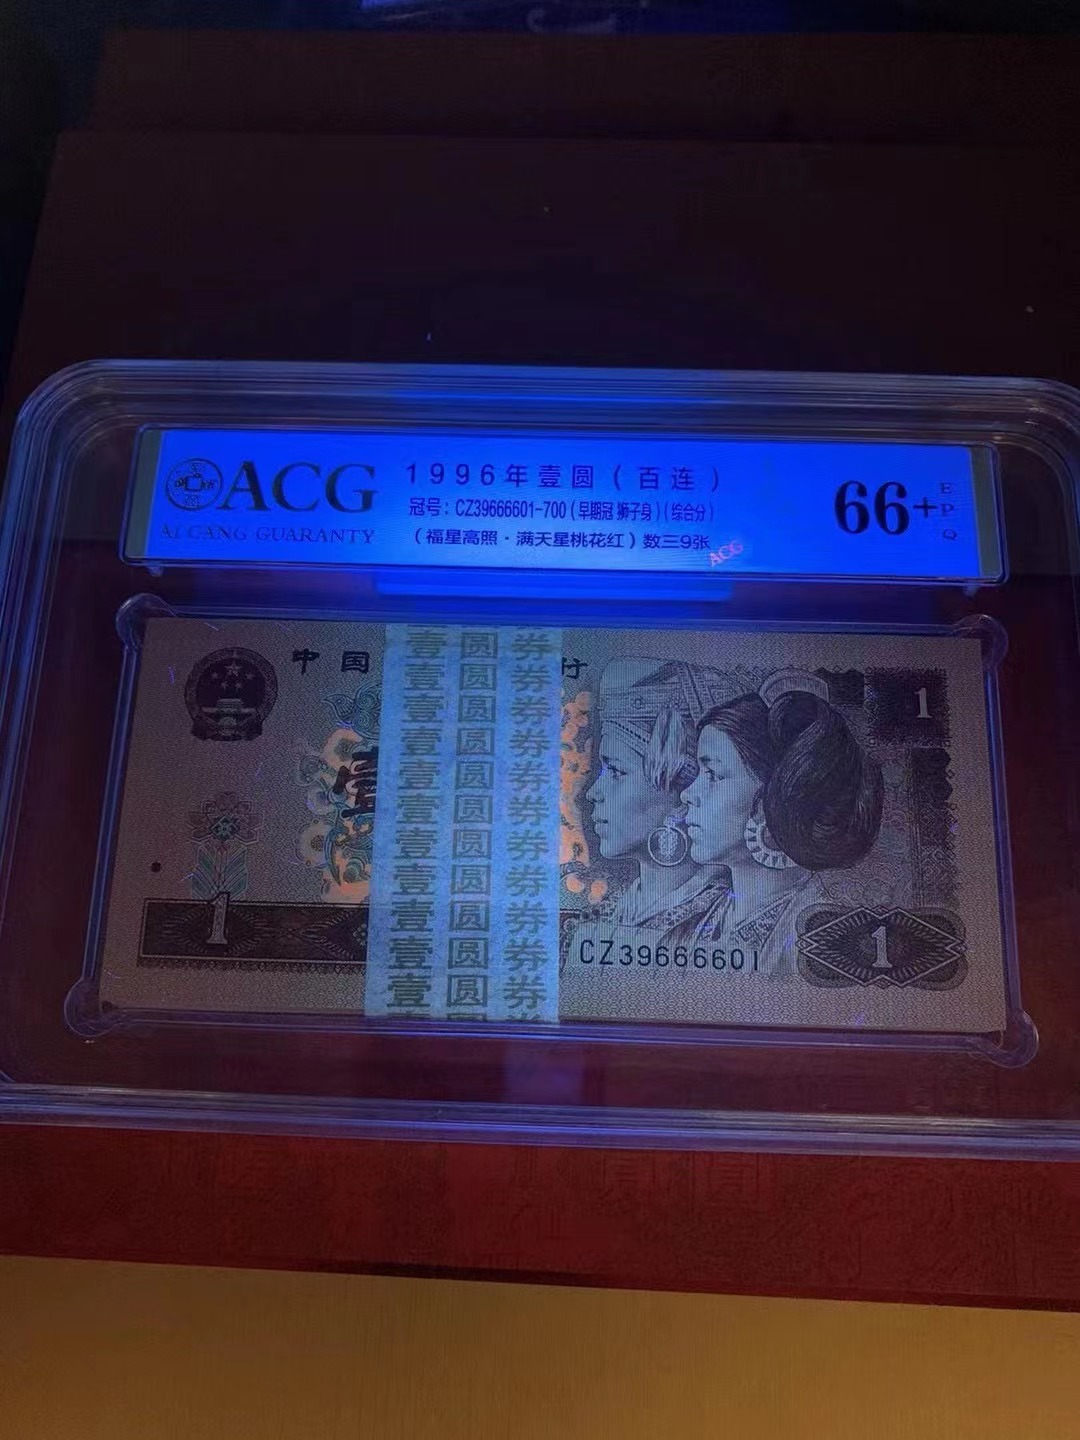 ACG
AI CANG GUARANTY
1996年壹圆（百连）
冠号：CZ39666601-700（早期冠 狮子身）（综合分）
（福星高照·满天星桃花红）数三9张
ACG
66+
EPQ
中国
行
壹
1
壹 圆 券
壹 圆 券
壹 圆 券
壹 圆 券
壹 圆 券
壹 圆 券
壹 圆 券
壹 圆 券
壹 圆 券
壹 圆 券
壹 圆 券
1
CZ39666601
1